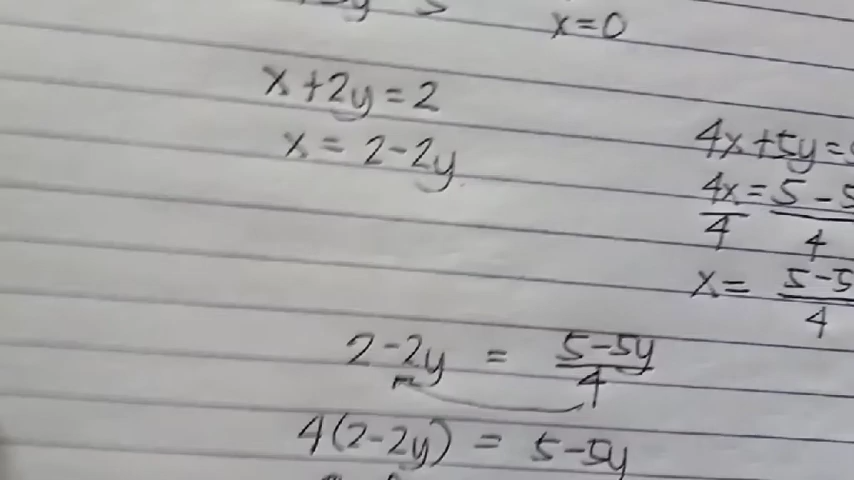 x=0
x+2y=2
x=2-2y
4x+5y=
4x=5-5
4 4
x=5-5
4
2-2y = 5-5y
4
4(2-2y) = 5-5y